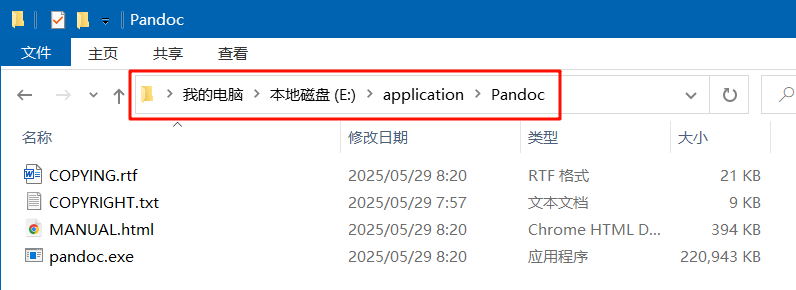 Pandoc
文件 主页 共享 查看
我的电脑 本地磁盘 (E:) application Pandoc
名称 修改日期 类型 大小
COPYING.rtf 2025/05/29 8:20 RTF 格式 21 KB
COPYRIGHT.txt 2025/05/29 7:57 文本文档 9 KB
MANUAL.html 2025/05/29 8:20 Chrome HTML D... 394 KB
pandoc.exe 2025/05/29 8:20 应用程序 220,943 KB